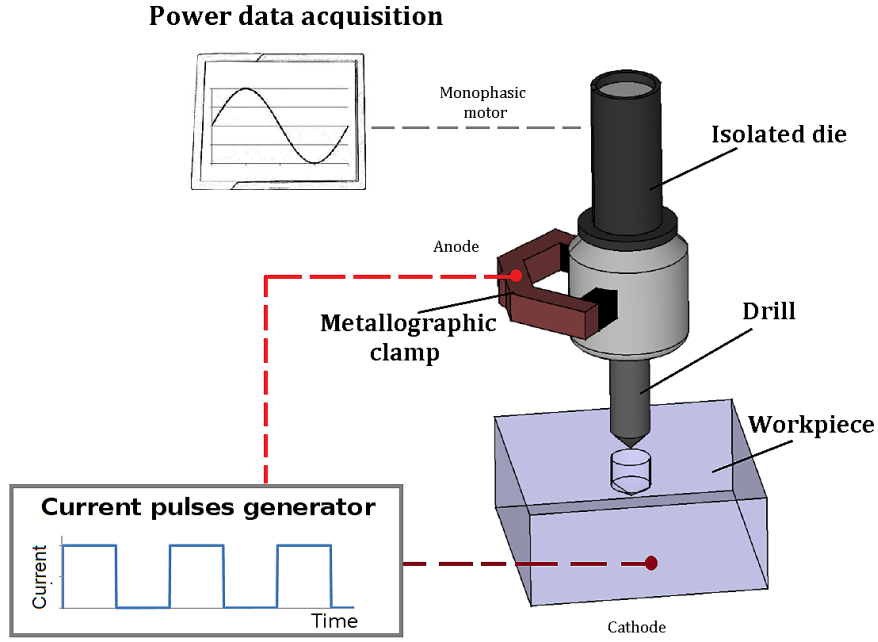 Power data acquisition
Monophasic
motor
Isolated die
Anode
Metallographic
clamp
Drill
Workpiece
Current pulses generator
Current
Time
Cathode